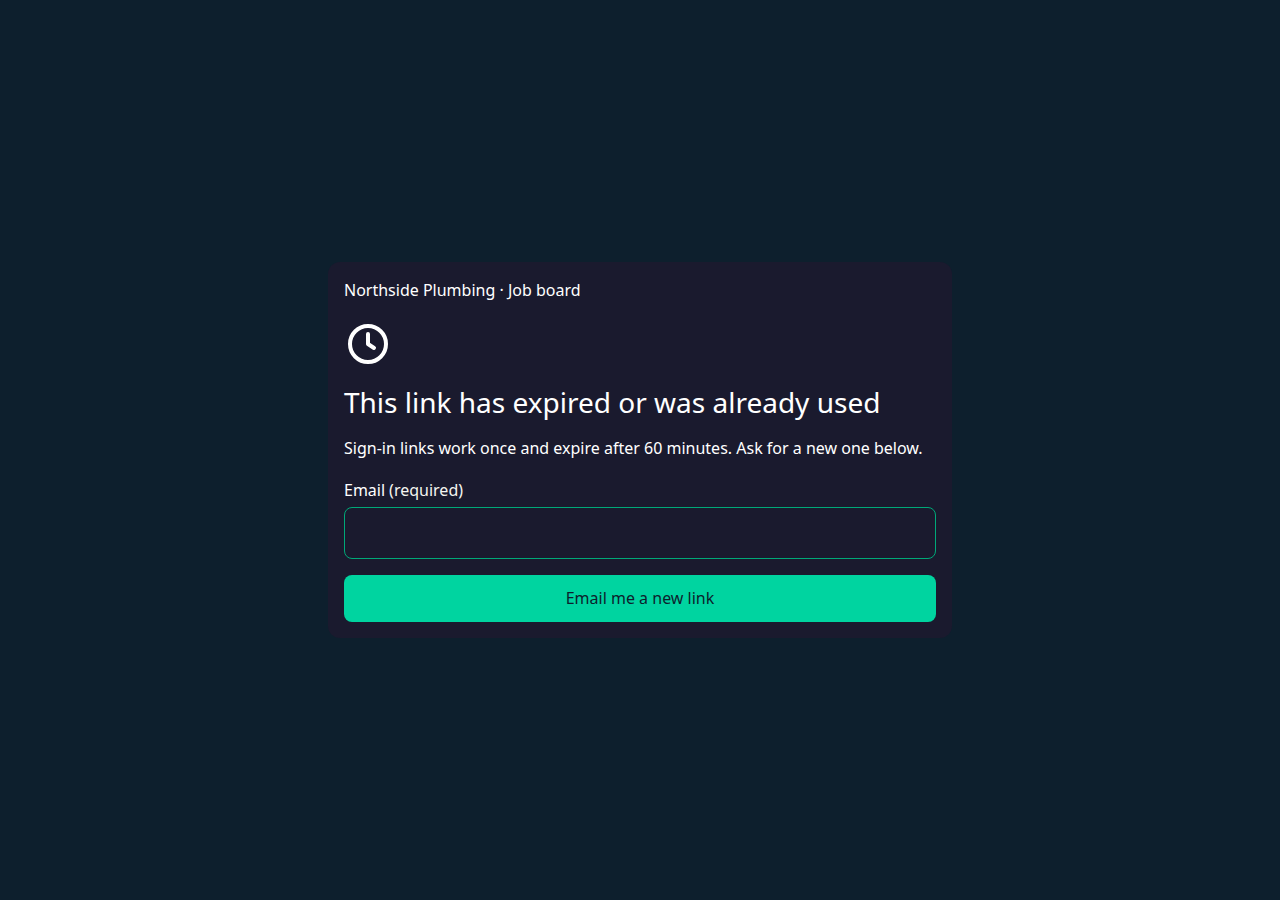 Northside Plumbing · Job board
This link has expired or was already used
Sign-in links work once and expire after 60 minutes. Ask for a new one below.
Email (required)
Email me a new link